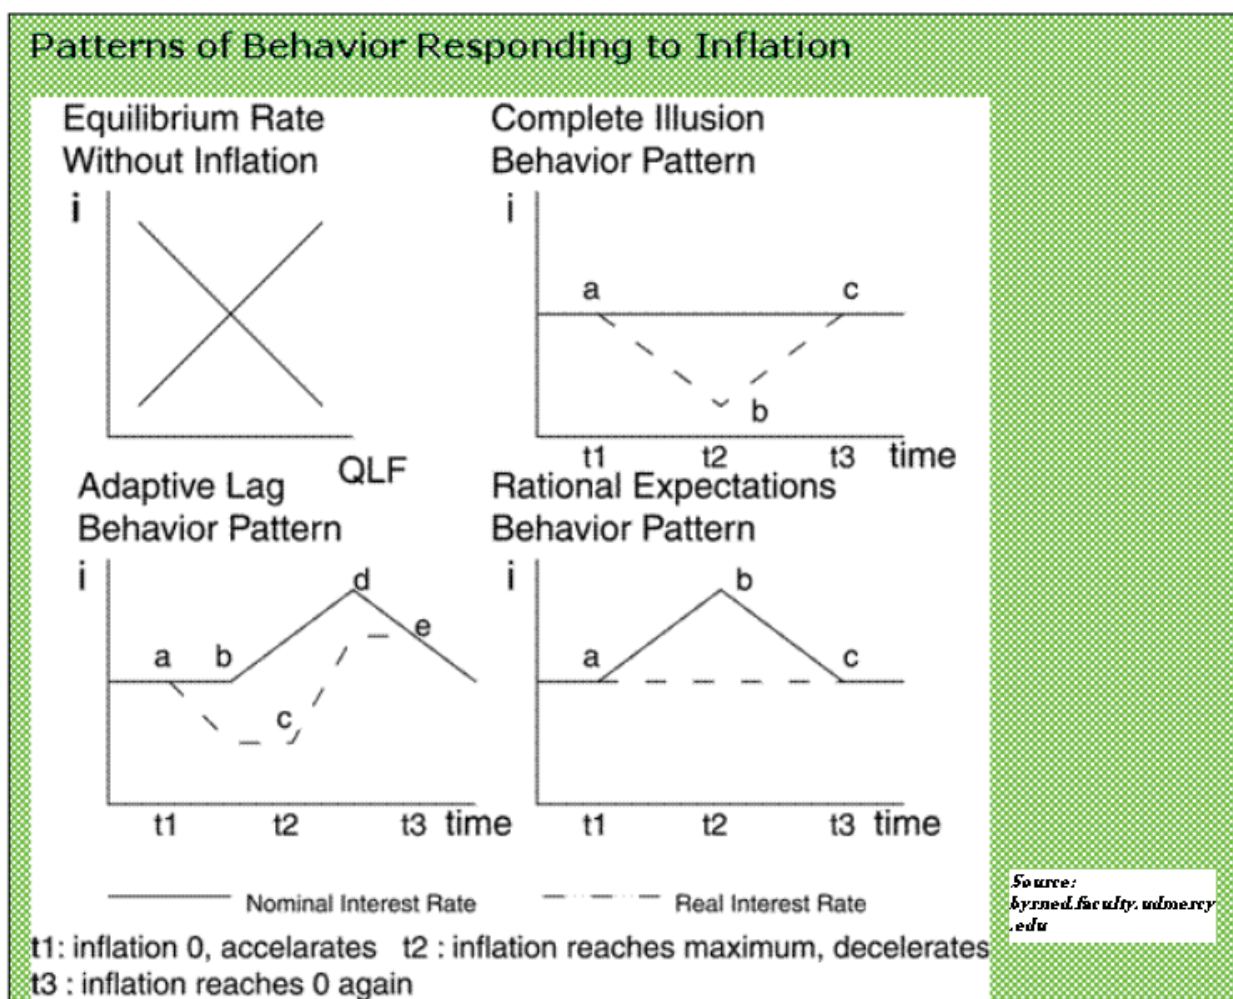 Patterns of Behavior Responding to Inflation
Equilibrium Rate
Without Inflation
i
QLF
Complete Illusion
Behavior Pattern
i
a
c
b
t1 t2 t3 time
Adaptive Lag
Behavior Pattern
i
d
e
a b
c
t1 t2 t3 time
Rational Expectations
Behavior Pattern
i
b
a
c
t1 t2 t3 time
Nominal Interest Rate
Real Interest Rate
t1: inflation 0, accelarates t2 : inflation reaches maximum, decelerates
t3 : inflation reaches 0 again
Source:
byrned.faculty.udmercy
.edu